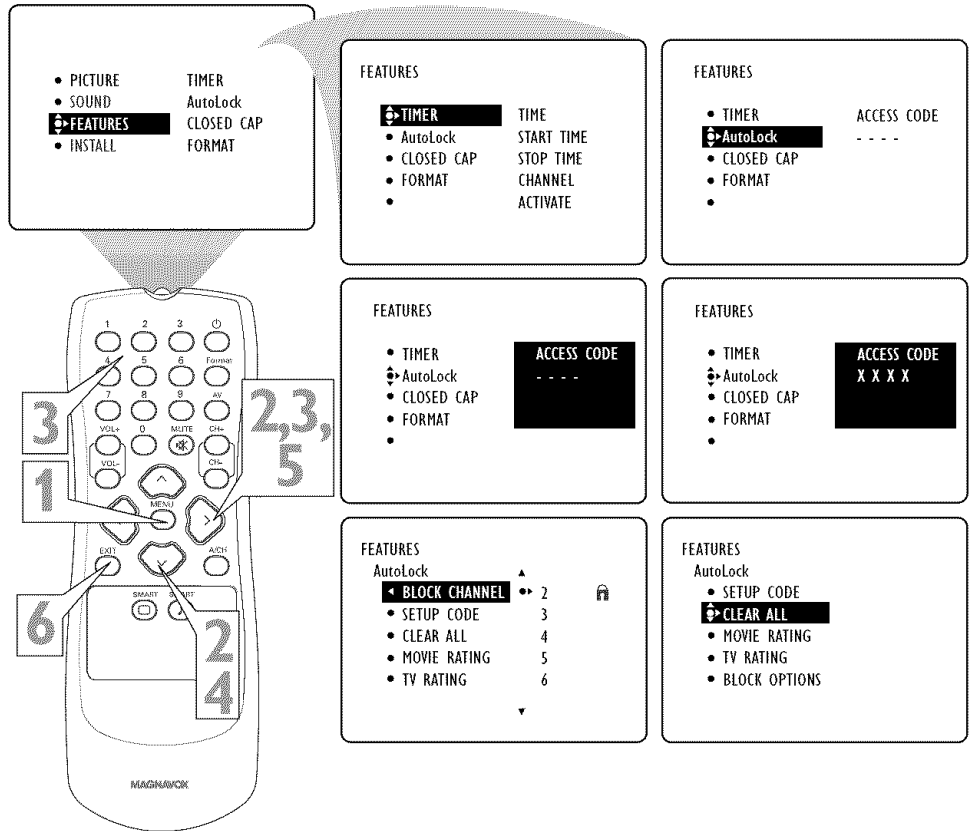 PICTURE TIMER
SOUND AutoLock
FEATURES CLOSED CAP
INSTALL FORMAT
FEATURES
TIMER TIME
AutoLock START TIME
CLOSED CAP STOP TIME
FORMAT CHANNEL
ACTIVATE
FEATURES
TIMER ACCESS CODE
AutoLock - - - -
CLOSED CAP
FORMAT
FEATURES
TIMER ACCESS CODE
AutoLock - - - -
CLOSED CAP
FORMAT
FEATURES
TIMER ACCESS CODE
AutoLock X X X X
CLOSED CAP
FORMAT
FEATURES
AutoLock
BLOCK CHANNEL 2
SETUP CODE 3
CLEAR ALL 4
MOVIE RATING 5
TV RATING 6
FEATURES
AutoLock
SETUP CODE
CLEAR ALL
MOVIE RATING
TV RATING
BLOCK OPTIONS
1 2 3
4 5 6 Format
7 8 9 AV
VOL+ 0 MUTE CH+
VOL- CH-
MENU
EXIT A/CH
SMART
MAGNAVOX
3
2,3,
5
1
6
2
4